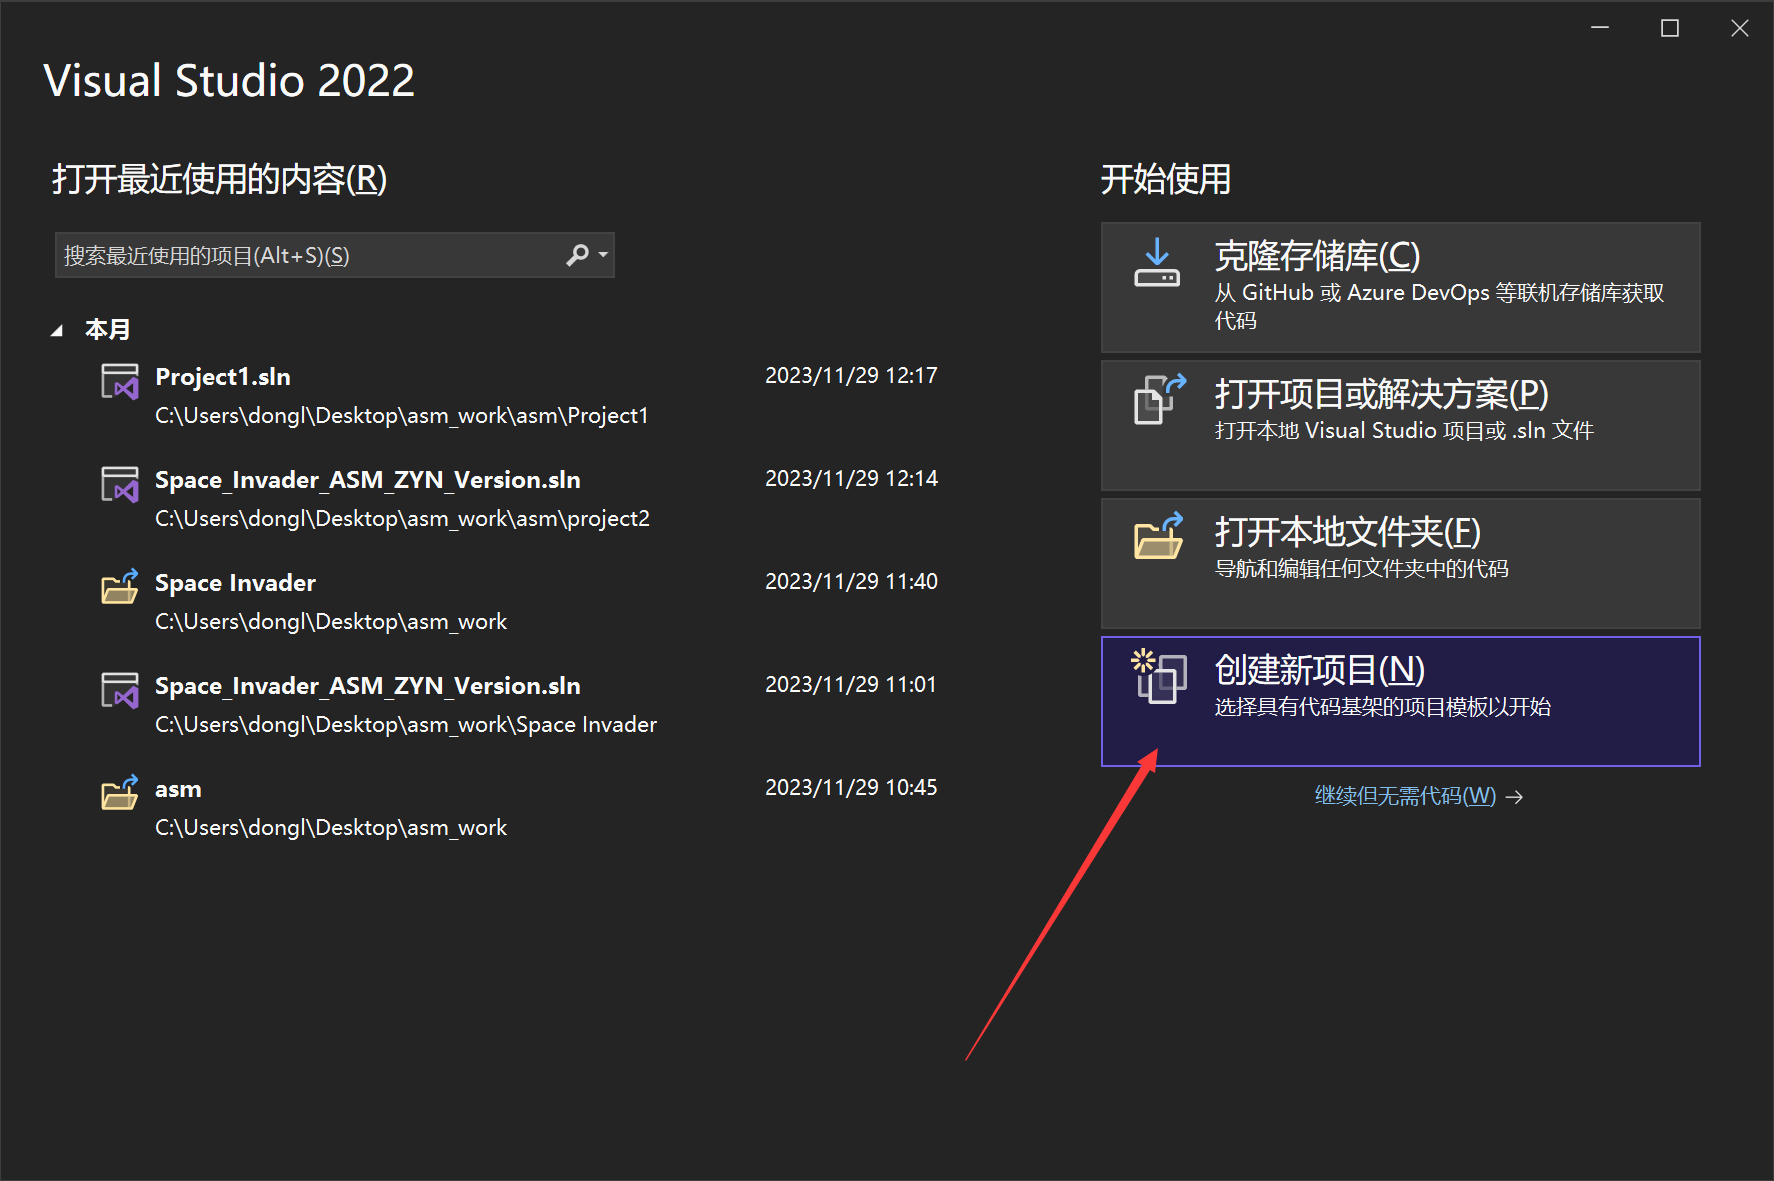 Visual Studio 2022
打开最近使用的内容(R)
搜索最近使用的项目(Alt+S)(S)
本月
Project1.sln
2023/11/29 12:17
C:\Users\dongl\Desktop\asm_work\asm\Project1
Space_Invader_ASM_ZYN_Version.sln
2023/11/29 12:14
C:\Users\dongl\Desktop\asm_work\asm\project2
Space Invader
2023/11/29 11:40
C:\Users\dongl\Desktop\asm_work
Space_Invader_ASM_ZYN_Version.sln
2023/11/29 11:01
C:\Users\dongl\Desktop\asm_work\Space Invader
asm
2023/11/29 10:45
C:\Users\dongl\Desktop\asm_work
开始使用
克隆存储库(C)
从 GitHub 或 Azure DevOps 等联机存储库获取
代码
打开项目或解决方案(P)
打开本地 Visual Studio 项目或 .sln 文件
打开本地文件夹(F)
导航和编辑任何文件夹中的代码
创建新项目(N)
选择具有代码基架的项目模板以开始
继续但无需代码(W) →